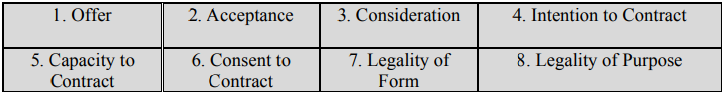 1. Offer
2. Acceptance
3. Consideration
4. Intention to Contract
5. Capacity to
Contract
6. Consent to
Contract
7. Legality of
Form
8. Legality of Purpose